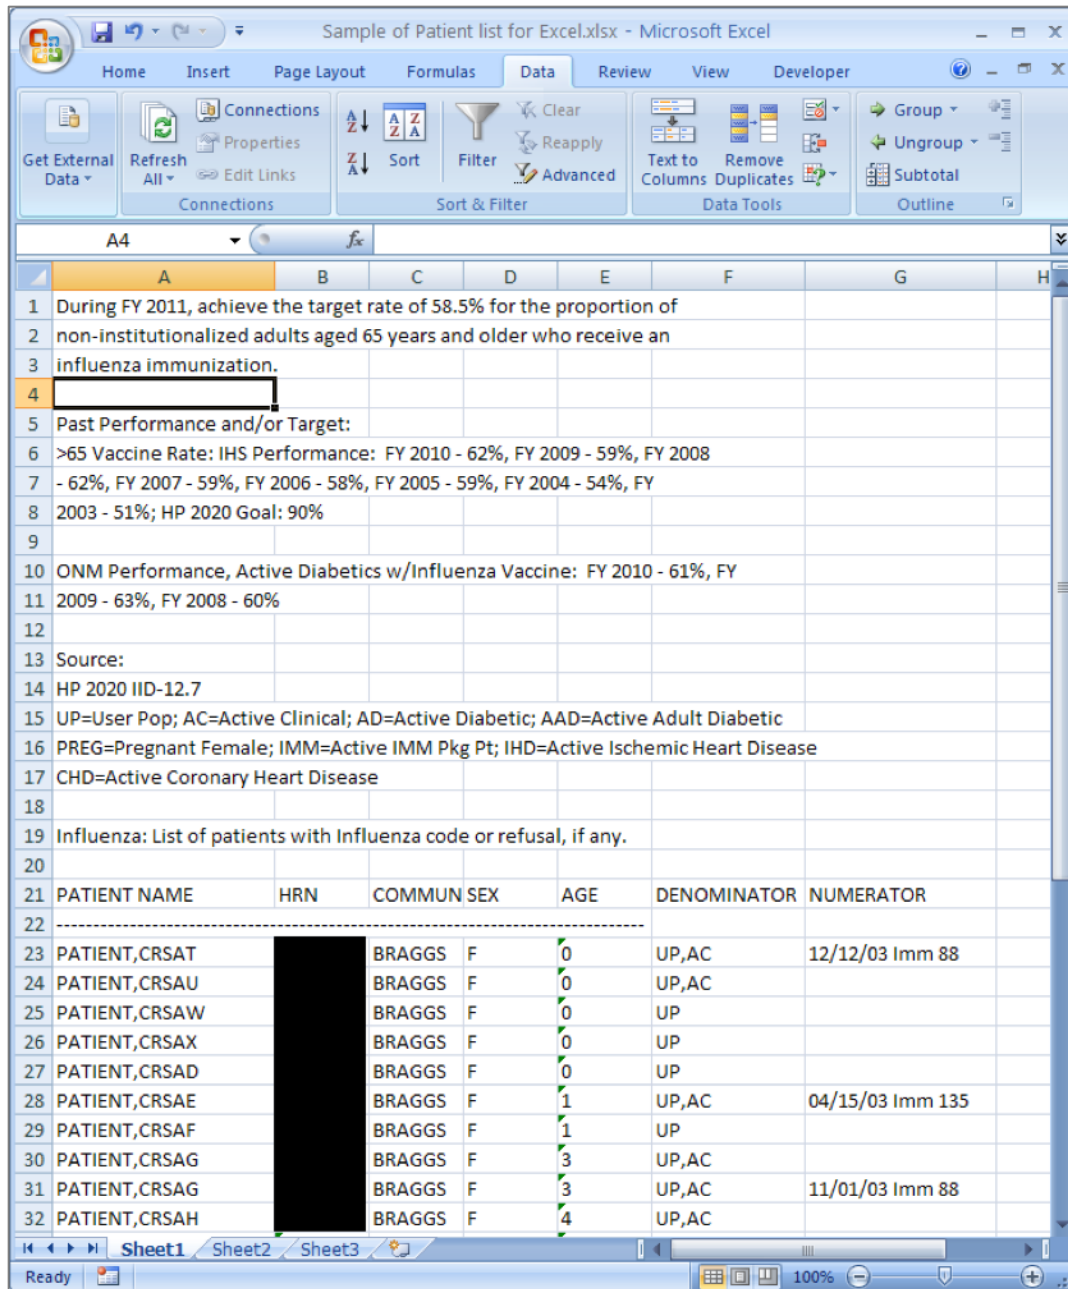 Sample of Patient list for Excel.xlsx - Microsoft Excel
Home Insert Page Layout Formulas Data Review View Developer
Get External Data
Refresh All
Connections
Properties
Edit Links
Connections
Sort
Filter
Clear
Reapply
Advanced
Sort & Filter
Text to Columns
Remove Duplicates
Data Tools
Group
Ungroup
Subtotal
Outline
A4 fx
A B C D E F G H
1 During FY 2011, achieve the target rate of 58.5% for the proportion of
2 non-institutionalized adults aged 65 years and older who receive an
3 influenza immunization.
4
5 Past Performance and/or Target:
6 >65 Vaccine Rate: IHS Performance: FY 2010 - 62%, FY 2009 - 59%, FY 2008
7 - 62%, FY 2007 - 59%, FY 2006 - 58%, FY 2005 - 59%, FY 2004 - 54%, FY
8 2003 - 51%; HP 2020 Goal: 90%
9
10 ONM Performance, Active Diabetics w/Influenza Vaccine: FY 2010 - 61%, FY
11 2009 - 63%, FY 2008 - 60%
12
13 Source:
14 HP 2020 IID-12.7
15 UP=User Pop; AC=Active Clinical; AD=Active Diabetic; AAD=Active Adult Diabetic
16 PREG=Pregnant Female; IMM=Active IMM Pkg Pt; IHD=Active Ischemic Heart Disease
17 CHD=Active Coronary Heart Disease
18
19 Influenza: List of patients with Influenza code or refusal, if any.
20
21 PATIENT NAME HRN COMMUN SEX AGE DENOMINATOR NUMERATOR
22 --------------------------------------------------------------------------------
23 PATIENT,CRSAT BRAGGS F 0 UP,AC 12/12/03 Imm 88
24 PATIENT,CRSAU BRAGGS F 0 UP,AC
25 PATIENT,CRSAW BRAGGS F 0 UP
26 PATIENT,CRSAX BRAGGS F 0 UP
27 PATIENT,CRSAD BRAGGS F 0 UP
28 PATIENT,CRSAE BRAGGS F 1 UP,AC 04/15/03 Imm 135
29 PATIENT,CRSAF BRAGGS F 1 UP
30 PATIENT,CRSAG BRAGGS F 3 UP,AC
31 PATIENT,CRSAG BRAGGS F 3 UP,AC 11/01/03 Imm 88
32 PATIENT,CRSAH BRAGGS F 4 UP,AC
Sheet1 Sheet2 Sheet3
Ready 100%